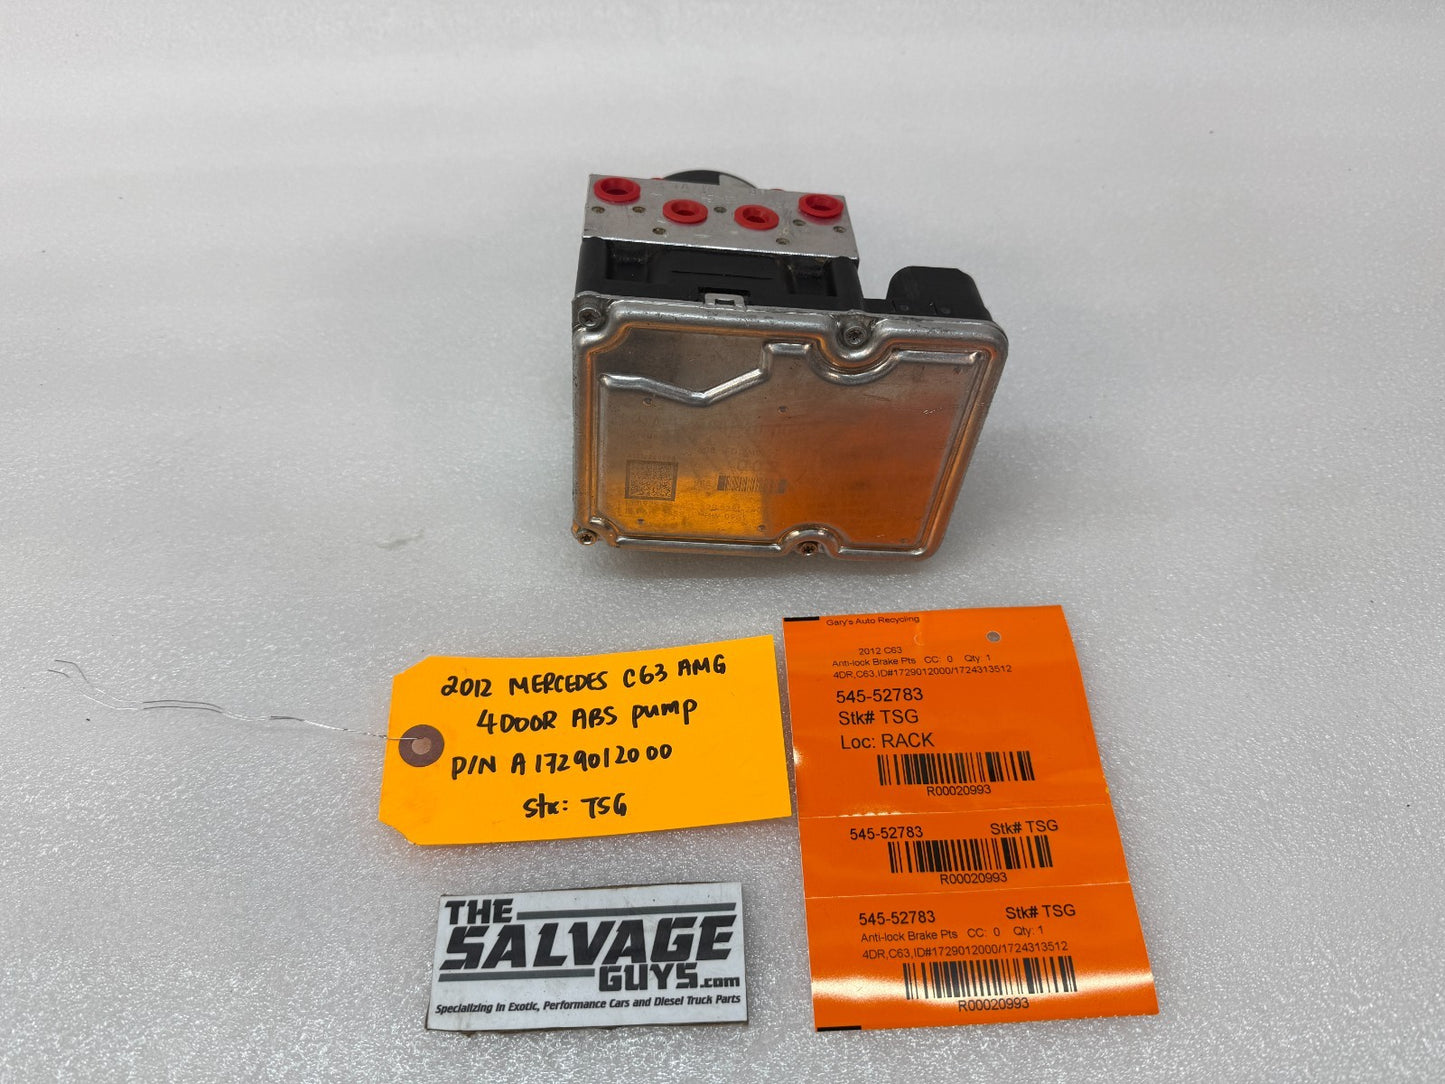 2012 MERCEDES C63 AMG
4DOOR ABS pump
P/N A1729012000
Stk: TSG
THE
SALVAGE
GUYS.com
Specializing in Exotic, Performance Cars and Diesel Truck Parts
Gary's Auto Recycling
2012 C63
Anti-lock Brake Pts CC: 0 Qty: 1
4DR,C63,ID#1729012000/1724313512
545-52783
Stk# TSG
Loc: RACK
R00020993
545-52783 Stk# TSG
R00020993
545-52783 Stk# TSG
Anti-lock Brake Pts CC: 0 Qty: 1
4DR,C63,ID#1729012000/1724313512
R00020993